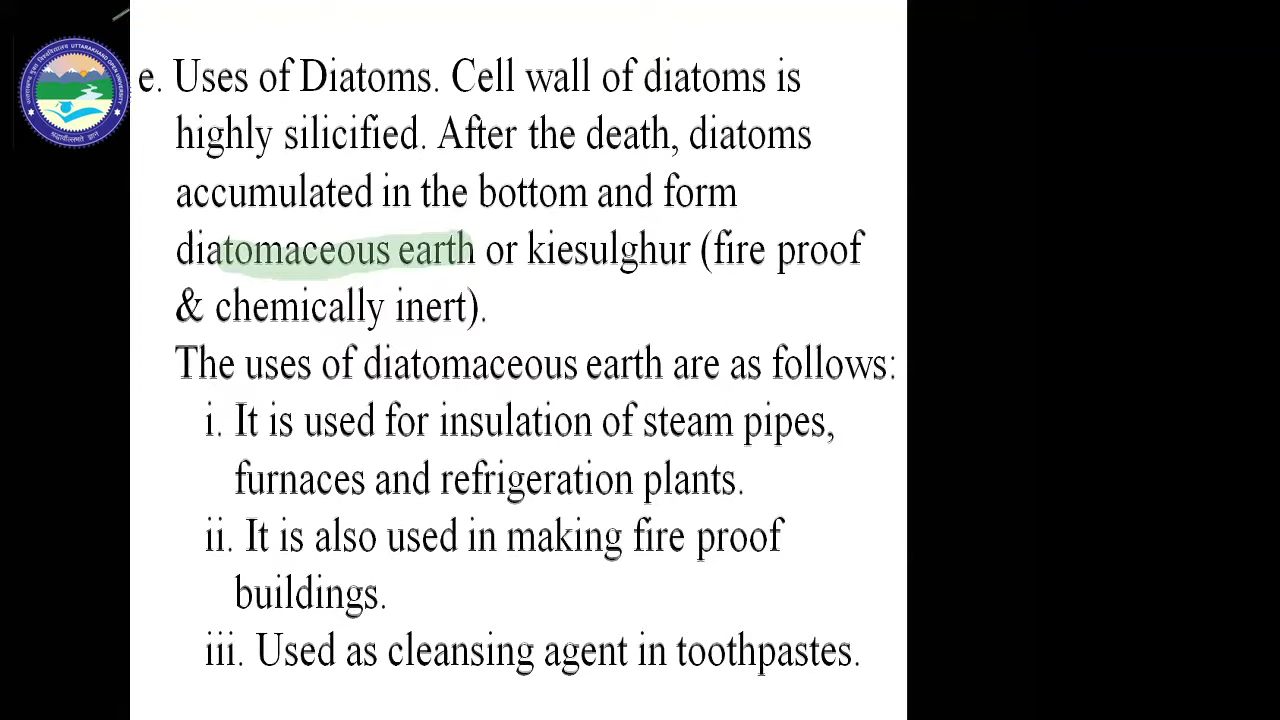 e. Uses of Diatoms. Cell wall of diatoms is
highly silicified. After the death, diatoms
accumulated in the bottom and form
diatomaceous earth or kiesulghur (fire proof
& chemically inert).
The uses of diatomaceous earth are as follows:
i. It is used for insulation of steam pipes,
furnaces and refrigeration plants.
ii. It is also used in making fire proof
buildings.
iii. Used as cleansing agent in toothpastes.
UTTARAKHAND OPEN UNIVERSITY